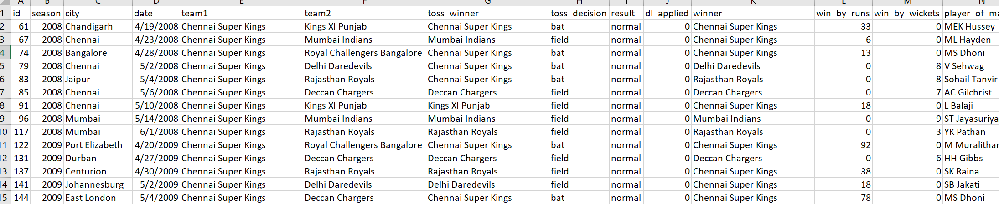 A B C D E F G H I J K L M N
1 id season city date team1 team2 toss_winner toss_decision result dl_applied winner win_by_runs win_by_wickets player_of_ma
2 61 2008 Chandigarh 4/19/2008 Chennai Super Kings Kings XI Punjab Chennai Super Kings bat normal 0 Chennai Super Kings 33 0 MEK Hussey
3 67 2008 Chennai 4/23/2008 Chennai Super Kings Mumbai Indians Mumbai Indians field normal 0 Chennai Super Kings 6 0 ML Hayden
4 74 2008 Bangalore 4/28/2008 Chennai Super Kings Royal Challengers Bangalore Chennai Super Kings bat normal 0 Chennai Super Kings 13 0 MS Dhoni
5 79 2008 Chennai 5/2/2008 Chennai Super Kings Delhi Daredevils Chennai Super Kings bat normal 0 Delhi Daredevils 0 8 V Sehwag
6 83 2008 Jaipur 5/4/2008 Chennai Super Kings Rajasthan Royals Chennai Super Kings bat normal 0 Rajasthan Royals 0 8 Sohail Tanvir
7 85 2008 Chennai 5/6/2008 Chennai Super Kings Deccan Chargers Deccan Chargers field normal 0 Deccan Chargers 0 7 AC Gilchrist
8 91 2008 Chennai 5/10/2008 Chennai Super Kings Kings XI Punjab Kings XI Punjab field normal 0 Chennai Super Kings 18 0 L Balaji
9 96 2008 Mumbai 5/14/2008 Chennai Super Kings Mumbai Indians Mumbai Indians field normal 0 Mumbai Indians 0 9 ST Jayasuriya
10 117 2008 Mumbai 6/1/2008 Chennai Super Kings Rajasthan Royals Rajasthan Royals field normal 0 Rajasthan Royals 0 3 YK Pathan
11 122 2009 Port Elizabeth 4/20/2009 Chennai Super Kings Royal Challengers Bangalore Chennai Super Kings bat normal 0 Chennai Super Kings 92 0 M Muralithar
12 131 2009 Durban 4/27/2009 Chennai Super Kings Deccan Chargers Deccan Chargers field normal 0 Deccan Chargers 0 6 HH Gibbs
13 137 2009 Centurion 4/30/2009 Chennai Super Kings Rajasthan Royals Rajasthan Royals field normal 0 Chennai Super Kings 38 0 SK Raina
14 141 2009 Johannesburg 5/2/2009 Chennai Super Kings Delhi Daredevils Delhi Daredevils field normal 0 Chennai Super Kings 18 0 SB Jakati
15 144 2009 East London 5/4/2009 Chennai Super Kings Deccan Chargers Chennai Super Kings bat normal 0 Chennai Super Kings 78 0 MS Dhoni